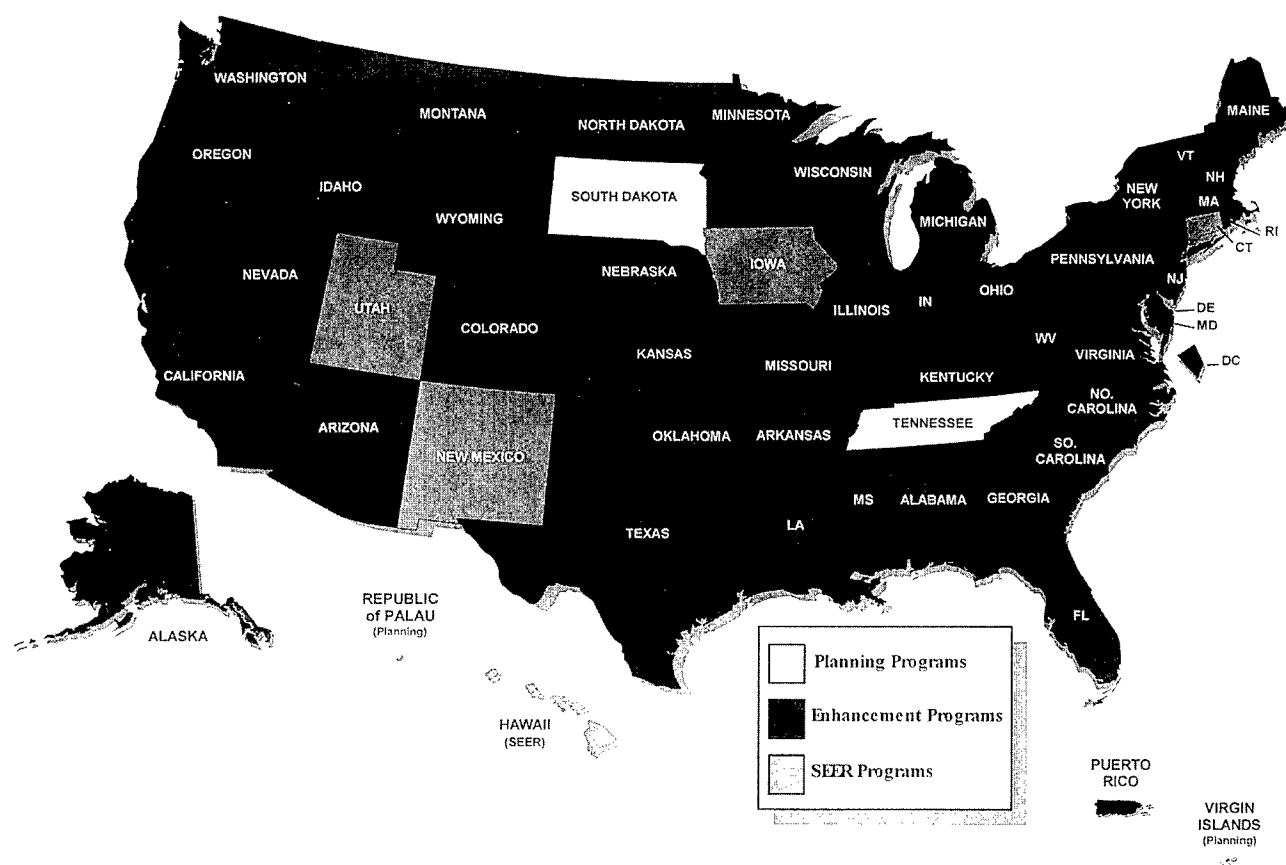 WASHINGTON
MONTANA
NORTH DAKOTA
MINNESOTA
MAINE
OREGON
IDAHO
WYOMING
SOUTH DAKOTA
WISCONSIN
MICHIGAN
VT
NH
NEW
YORK
MA
RI
CT
NEVADA
UTAH
COLORADO
NEBRASKA
IOWA
ILLINOIS
IN
OHIO
PENNSYLVANIA
NJ
DE
MD
DC
WV
VIRGINIA
CALIFORNIA
KANSAS
MISSOURI
KENTUCKY
NO.
CAROLINA
ARIZONA
NEW MEXICO
OKLAHOMA
ARKANSAS
TENNESSEE
SO.
CAROLINA
TEXAS
LA
MS
ALABAMA
GEORGIA
FL
ALASKA
REPUBLIC
of PALAU
(Planning)
HAWAII
(SEER)
Planning Programs
Enhancement Programs
SEER Programs
PUERTO
RICO
VIRGIN
ISLANDS
(Planning)